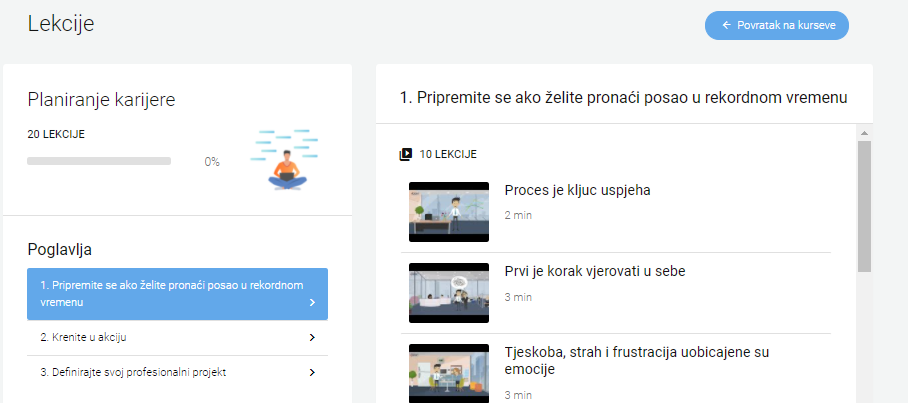 Lekcije
← Povratak na kurseve
Planiranje karijere
20 LEKCIJE
0%
Poglavlja
1. Pripremite se ako želite pronaći posao u rekordnom
vremenu
2. Krenite u akciju
3. Definirajte svoj profesionalni projekt
1. Pripremite se ako želite pronaći posao u rekordnom vremenu
10 LEKCIJE
Proces je kljuc uspjeha
2 min
Prvi je korak vjerovati u sebe
3 min
Tjeskoba, strah i frustracija uobicajene su
emocije
3 min